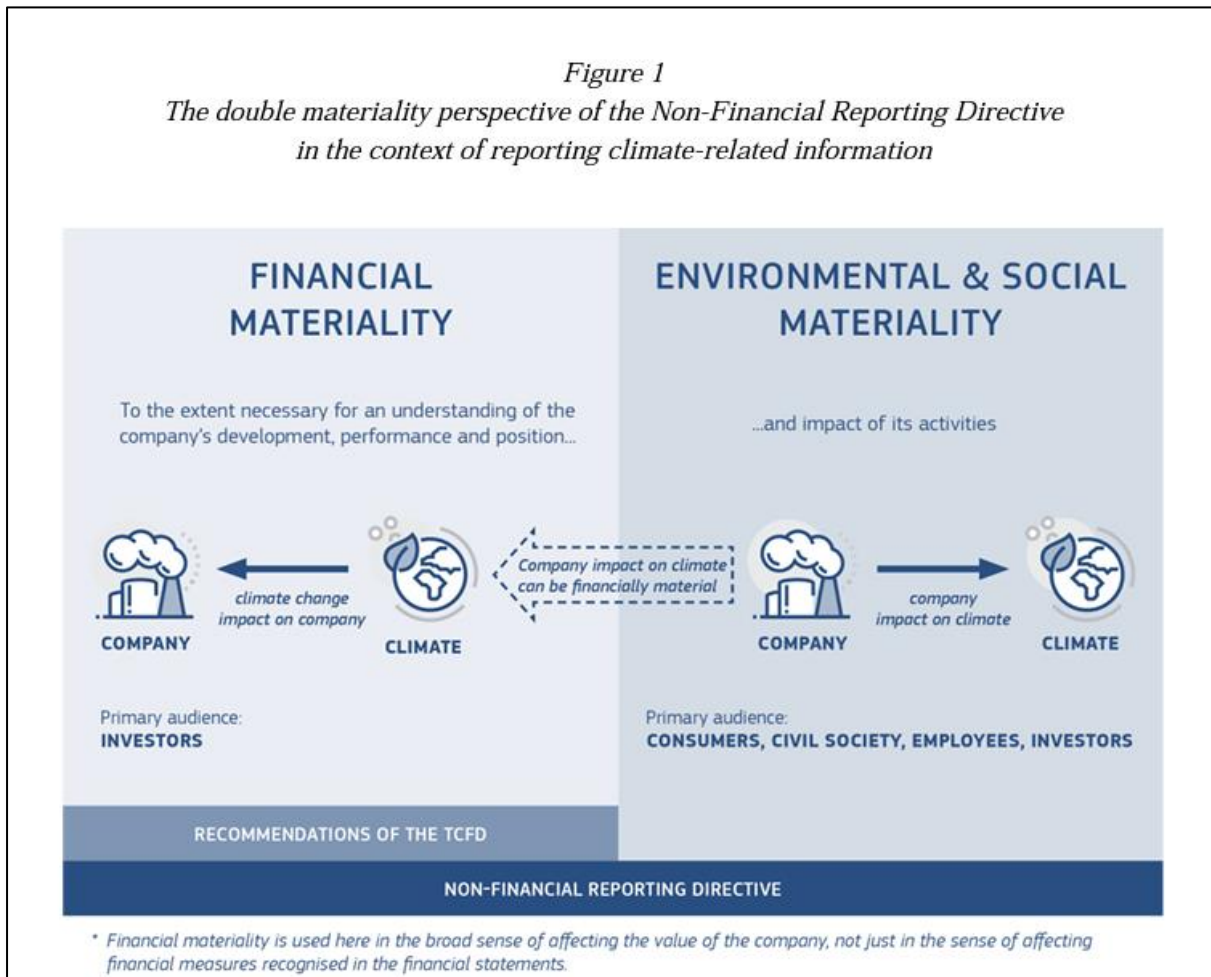 Figure 1
The double materiality perspective of the Non-Financial Reporting Directive
in the context of reporting climate-related information
FINANCIAL
MATERIALITY
To the extent necessary for an understanding of the
company's development, performance and position...
climate change
impact on company
COMPANY
CLIMATE
Primary audience:
INVESTORS
Company impact on climate
can be financially material
ENVIRONMENTAL & SOCIAL
MATERIALITY
...and impact of its activities
company
impact on climate
COMPANY
CLIMATE
Primary audience:
CONSUMERS, CIVIL SOCIETY, EMPLOYEES, INVESTORS
RECOMMENDATIONS OF THE TCFD
NON-FINANCIAL REPORTING DIRECTIVE
* Financial materiality is used here in the broad sense of affecting the value of the company, not just in the sense of affecting
financial measures recognised in the financial statements.